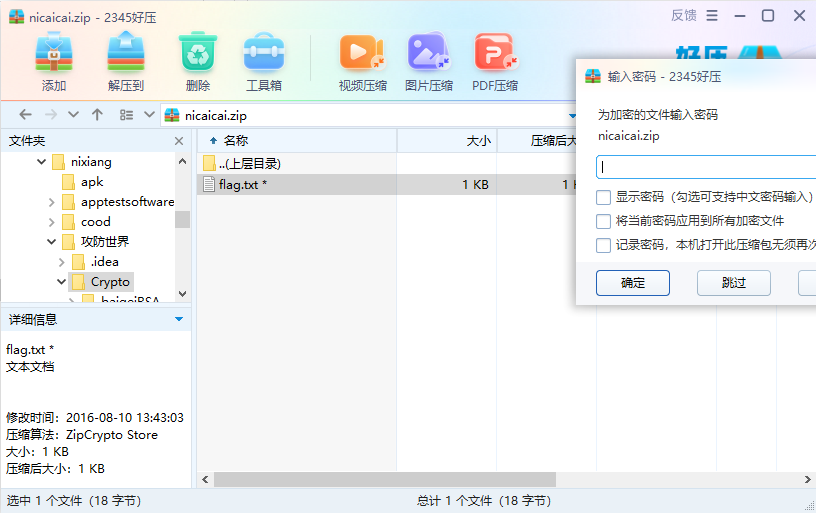 nicaicai.zip - 2345好压
反馈
添加
解压到
删除
工具箱
视频压缩
图片压缩
PDF压缩
好压
nicaicai.zip
文件夹
nixiang
apk
apptestsoftware
cood
攻防世界
.idea
Crypto
haigeiRSA
名称
大小
压缩后大
..(上层目录)
flag.txt *
1 KB
1 K
输入密码 - 2345好压
为加密的文件输入密码
nicaicai.zip
显示密码（勾选可支持中文密码输入）
将当前密码应用到所有加密文件
记录密码，本机打开此压缩包无须再次
确定
跳过
详细信息
flag.txt *
文本文档
修改时间：2016-08-10 13:43:03
压缩算法：ZipCrypto Store
大小：1 KB
压缩后大小：1 KB
选中 1 个文件（18 字节）
总计 1 个文件（18 字节）